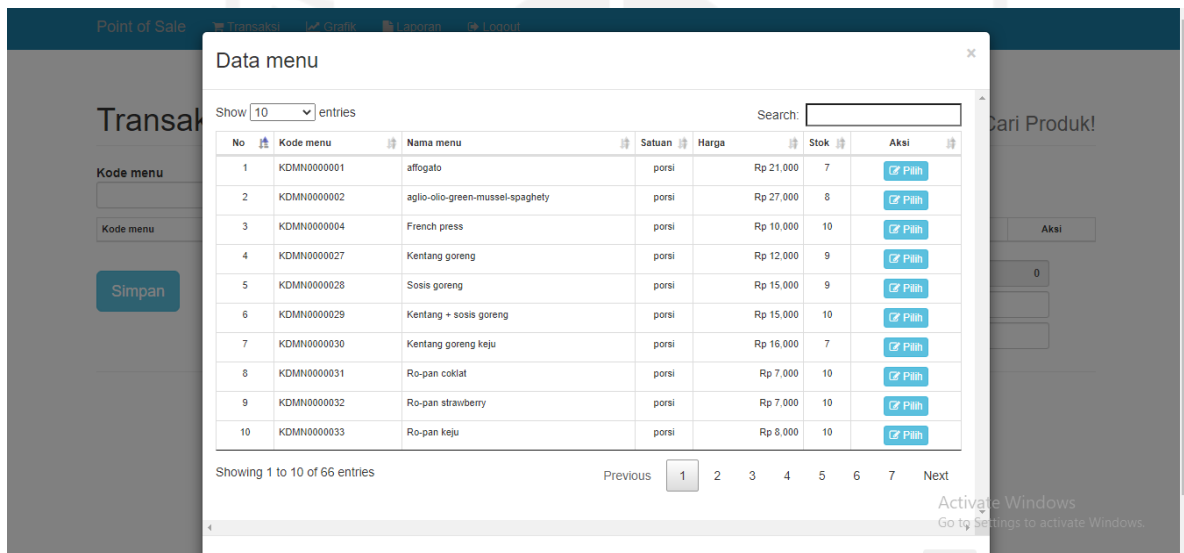 Point of Sale Transaksi Grafik Laporan Logout
Data menu ×
Show 10 entries Search:
Transak Cari Produk!
No Kode menu Nama menu Satuan Harga Stok Aksi
1 KDMN0000001 affogato porsi Rp 21,000 7 Pilih
Kode menu
2 KDMN0000002 aglio-olio-green-mussel-spaghety porsi Rp 27,000 8 Pilih
3 KDMN0000004 French press porsi Rp 10,000 10 Pilih
Kode menu Aksi
4 KDMN0000027 Kentang goreng porsi Rp 12,000 9 Pilih
0
5 KDMN0000028 Sosis goreng porsi Rp 15,000 9 Pilih
Simpan
6 KDMN0000029 Kentang + sosis goreng porsi Rp 15,000 10 Pilih
7 KDMN0000030 Kentang goreng keju porsi Rp 16,000 7 Pilih
8 KDMN0000031 Ro-pan coklat porsi Rp 7,000 10 Pilih
9 KDMN0000032 Ro-pan strawberry porsi Rp 7,000 10 Pilih
10 KDMN0000033 Ro-pan keju porsi Rp 8,000 10 Pilih
Showing 1 to 10 of 66 entries Previous 1 2 3 4 5 6 7 Next
Activate Windows
Go to Settings to activate Windows.